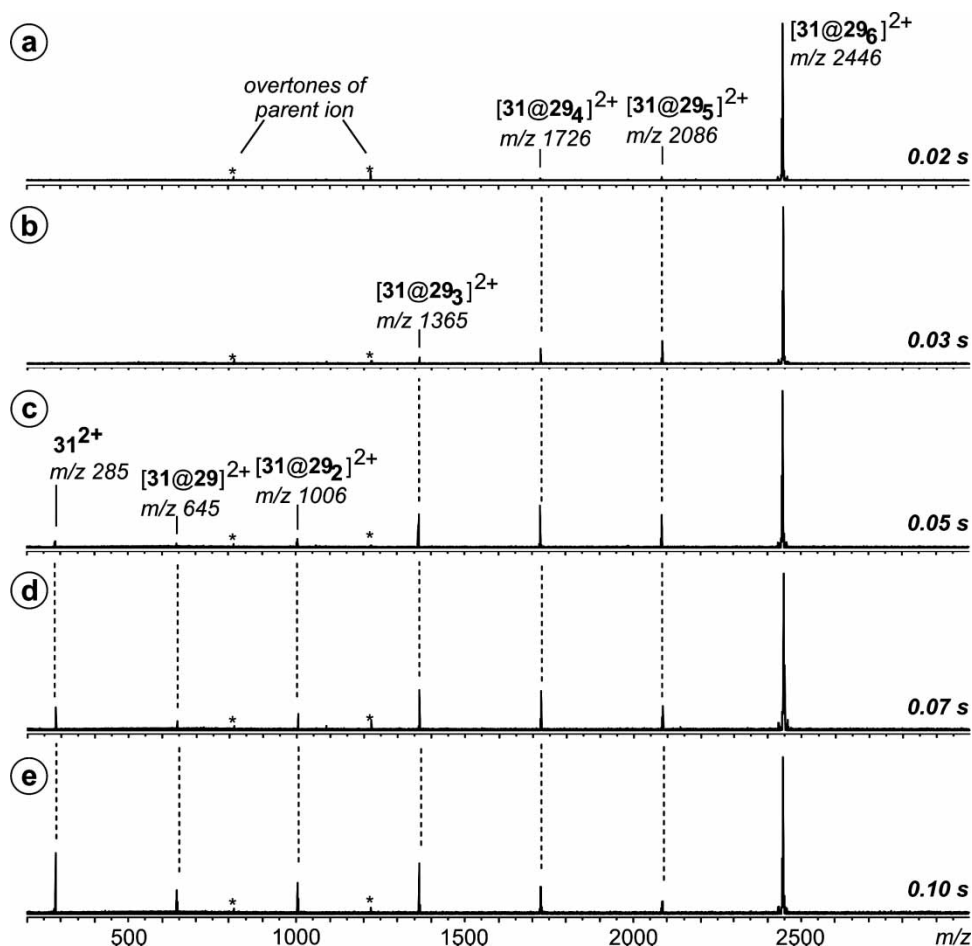 a
overtones of
parent ion
[31@29₄]²⁺
m/z 1726
[31@29₅]²⁺
m/z 2086
[31@29₆]²⁺
m/z 2446
* *
0.02 s
b
[31@29₃]²⁺
m/z 1365
* *
0.03 s
c
31²⁺
m/z 285
[31@29]²⁺
m/z 645
[31@29₂]²⁺
m/z 1006
* *
0.05 s
d
* *
0.07 s
e
* *
0.10 s
500 1000 1500 2000 2500 m/z